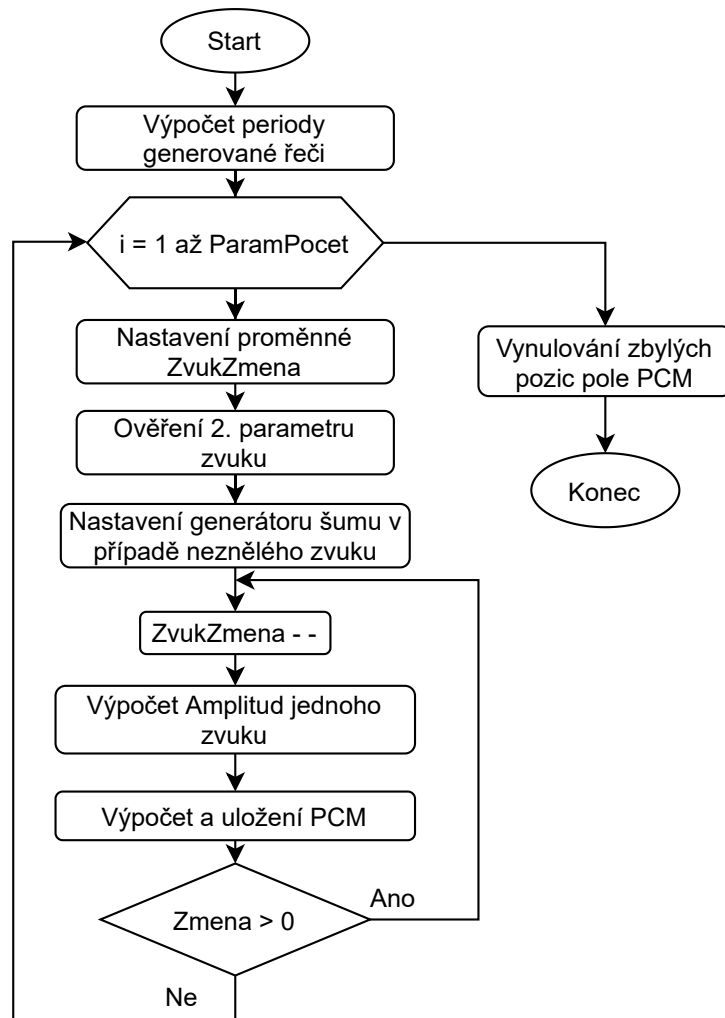 Start
Výpočet periody
generované řeči
i = 1 až ParamPocet
Nastavení proměnné
ZvukZmena
Vynulování zbylých
pozic pole PCM
Ověření 2. parametru
zvuku
Konec
Nastavení generátoru šumu v
případě neznělého zvuku
ZvukZmena - -
Výpočet Amplitud jednoho
zvuku
Výpočet a uložení PCM
Zmena > 0
Ano
Ne